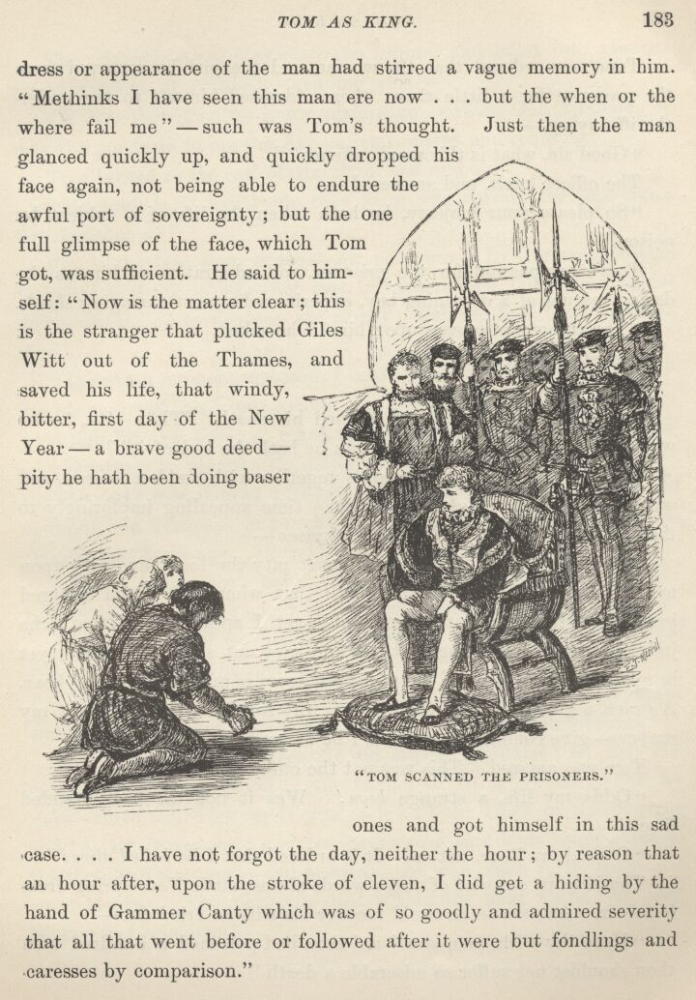 TOM AS KING. 183
dress or appearance of the man had stirred a vague memory in him.
“Methinks I have seen this man ere now . . . but the when or the
where fail me” — such was Tom’s thought. Just then the man
glanced quickly up, and quickly dropped his
face again, not being able to endure the
awful port of sovereignty; but the one
full glimpse of the face, which Tom
got, was sufficient. He said to him-
self: “Now is the matter clear; this
is the stranger that plucked Giles
Witt out of the Thames, and
saved his life, that windy,
bitter, first day of the New
Year — a brave good deed —
pity he hath been doing baser
“TOM SCANNED THE PRISONERS.”
ones and got himself in this sad
case. . . . I have not forgot the day, neither the hour; by reason that
an hour after, upon the stroke of eleven, I did get a hiding by the
hand of Gammer Canty which was of so goodly and admired severity
that all that went before or followed after it were but fondlings and
caresses by comparison.”